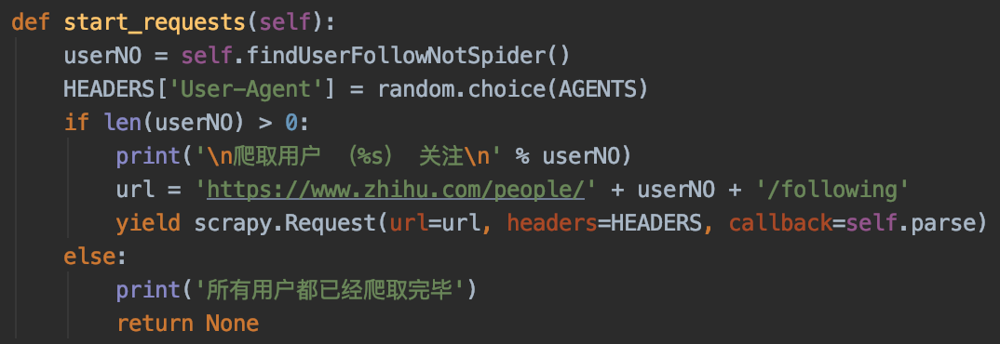 def start_requests(self):
    userNO = self.findUserFollowNotSpider()
    HEADERS['User-Agent'] = random.choice(AGENTS)
    if len(userNO) > 0:
        print('\n爬取用户 （%s） 关注\n' % userNO)
        url = 'https://www.zhihu.com/people/' + userNO + '/following'
        yield scrapy.Request(url=url, headers=HEADERS, callback=self.parse)
    else:
        print('所有用户都已经爬取完毕')
        return None